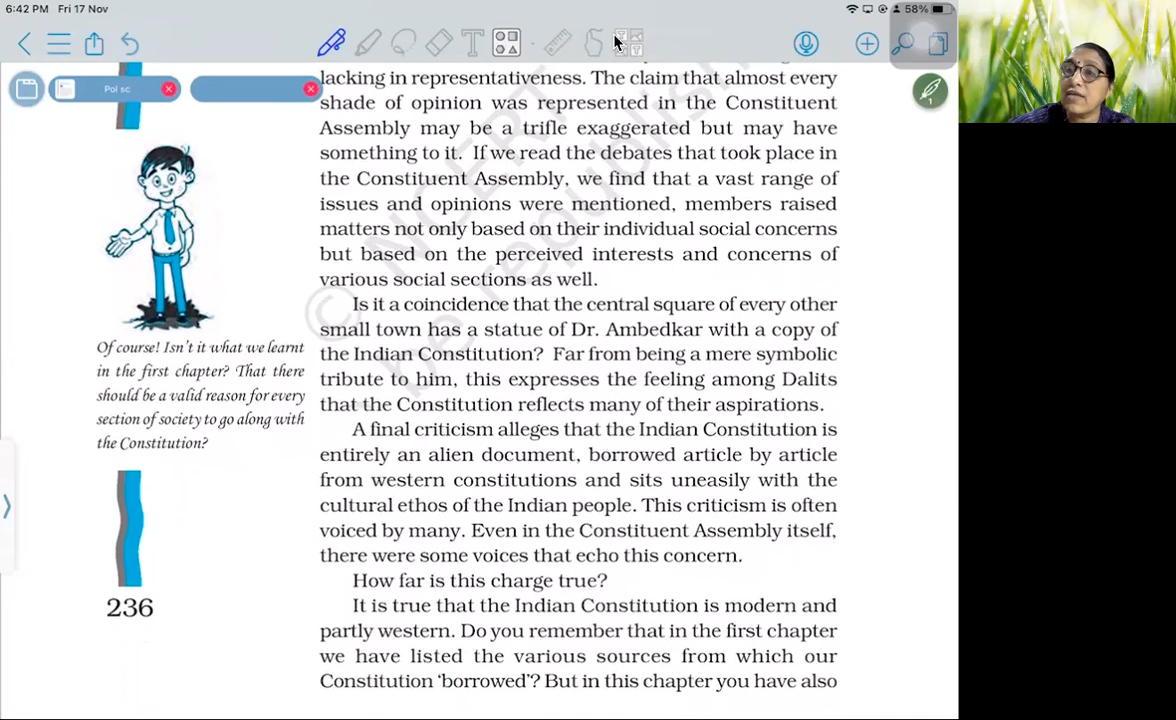 6:42 PM Fri 17 Nov
58%
Pol sc
1
lacking in representativeness. The claim that almost every
shade of opinion was represented in the Constituent
Assembly may be a trifle exaggerated but may have
something to it. If we read the debates that took place in
the Constituent Assembly, we find that a vast range of
issues and opinions were mentioned, members raised
matters not only based on their individual social concerns
but based on the perceived interests and concerns of
various social sections as well.
Is it a coincidence that the central square of every other
small town has a statue of Dr. Ambedkar with a copy of
the Indian Constitution? Far from being a mere symbolic
tribute to him, this expresses the feeling among Dalits
that the Constitution reflects many of their aspirations.
A final criticism alleges that the Indian Constitution is
entirely an alien document, borrowed article by article
from western constitutions and sits uneasily with the
cultural ethos of the Indian people. This criticism is often
voiced by many. Even in the Constituent Assembly itself,
there were some voices that echo this concern.
How far is this charge true?
It is true that the Indian Constitution is modern and
partly western. Do you remember that in the first chapter
we have listed the various sources from which our
Constitution ‘borrowed’? But in this chapter you have also
Of course! Isn’t it what we learnt
in the first chapter? That there
should be a valid reason for every
section of society to go along with
the Constitution?
236
© NCERT
be republish